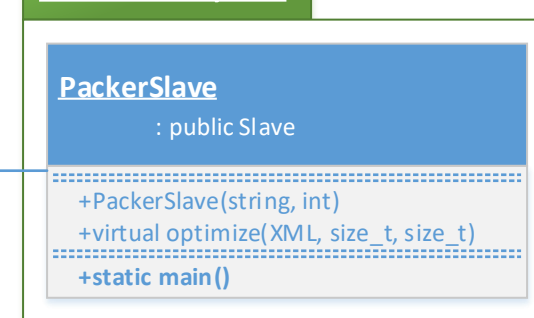 PackerSlave
: public Slave
+PackerSlave(string, int)
+virtual optimize(XML, size_t, size_t)
+static main()